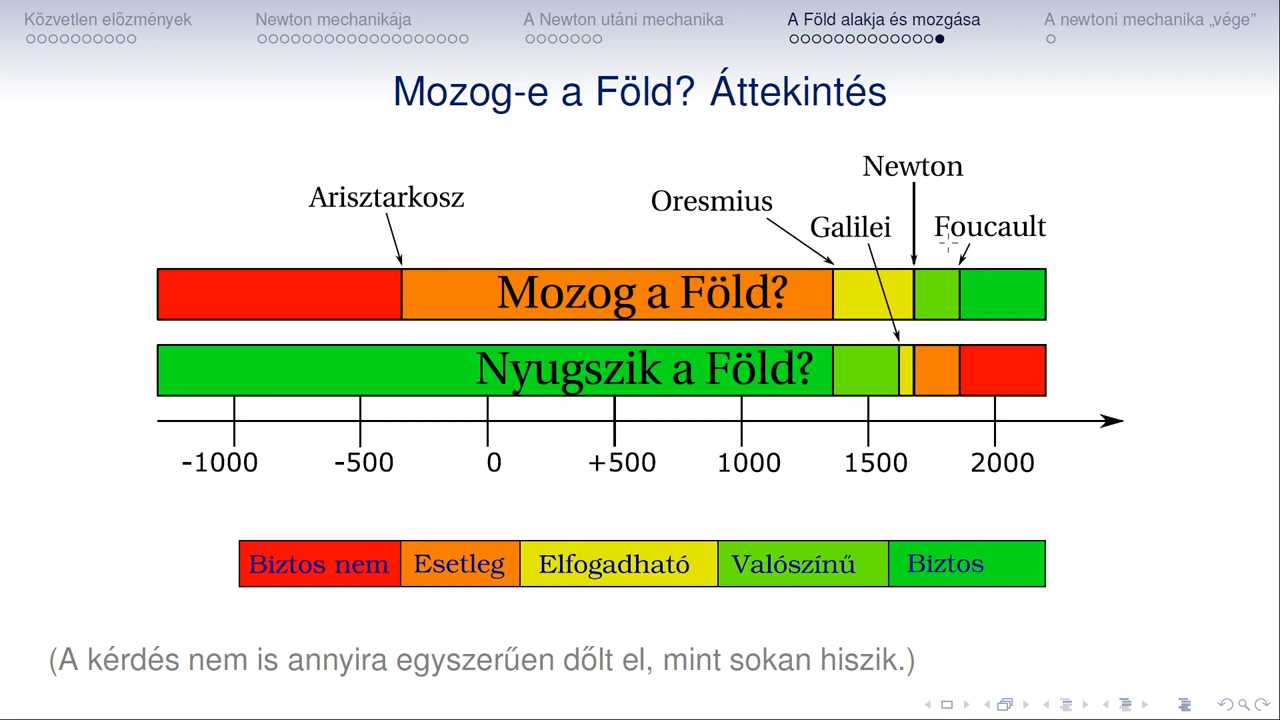 Közvetlen előzmények
Newton mechanikája
A Newton utáni mechanika
A Föld alakja és mozgása
A newtoni mechanika „vége”
Mozog-e a Föld? Áttekintés
Newton
Arisztarkosz
Oresmius
Galilei
Foucault
Mozog a Föld?
Nyugszik a Föld?
-1000 -500 0 +500 1000 1500 2000
Biztos nem Esetleg Elfogadható Valószínű Biztos
(A kérdés nem is annyira egyszerűen dőlt el, mint sokan hiszik.)